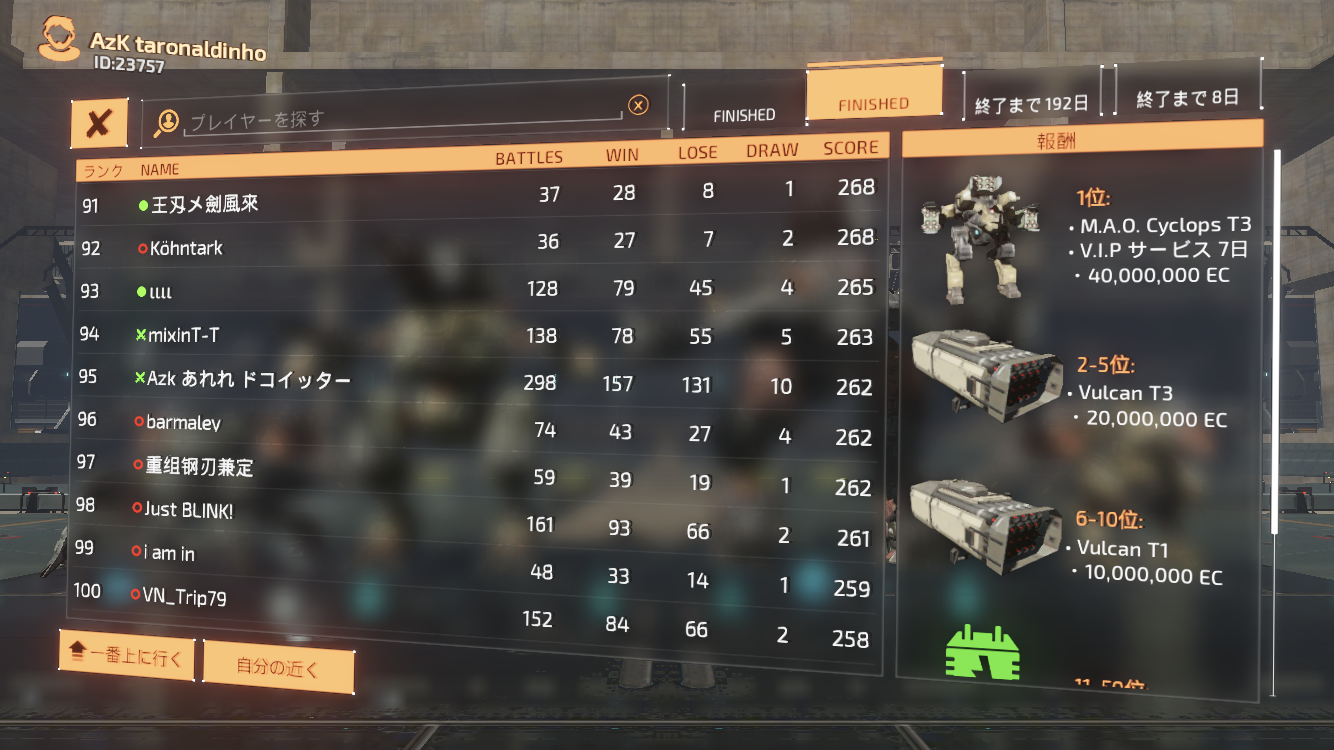 AzK taronaldinho
ID:23757
プレイヤーを探す
FINISHED
FINISHED
終了まで 192日
終了まで 8日
ランク NAME BATTLES WIN LOSE DRAW SCORE
91 王刃メ劍風來 37 28 8 1 268
92 Köhntark 36 27 7 2 268
93 ιιιι 128 79 45 4 265
94 mixinT-T 138 78 55 5 263
95 Azk あれれ ドコイッター 298 157 131 10 262
96 barmaley 74 43 27 4 262
97 重组钢刃兼定 59 39 19 1 262
98 Just BLINK! 161 93 66 2 261
99 i am in 48 33 14 1 259
100 VN_Trip79 152 84 66 2 258
一番上に行く
自分の近く
報酬
1位:
• M.A.O. Cyclops T3
• V.I.P サービス 7日
• 40,000,000 EC
2-5位:
• Vulcan T3
• 20,000,000 EC
6-10位:
• Vulcan T1
• 10,000,000 EC
11-50位: